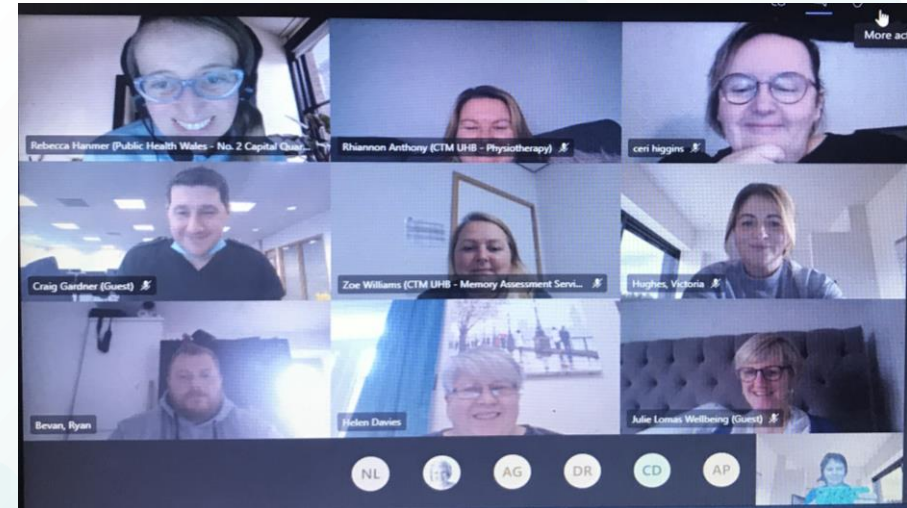 More ac
Rebecca Hanmer (Public Health Wales - No. 2 Capital Quar...
Rhiannon Anthony (CTM UHB - Physiotherapy)
ceri higgins
Craig Gardner (Guest)
Zoe Williams (CTM UHB - Memory Assessment Servi...
Hughes, Victoria
Bevan, Ryan
Helen Davies
Julie Lomas Wellbeing (Guest)
NL
AG
DR
CD
AP